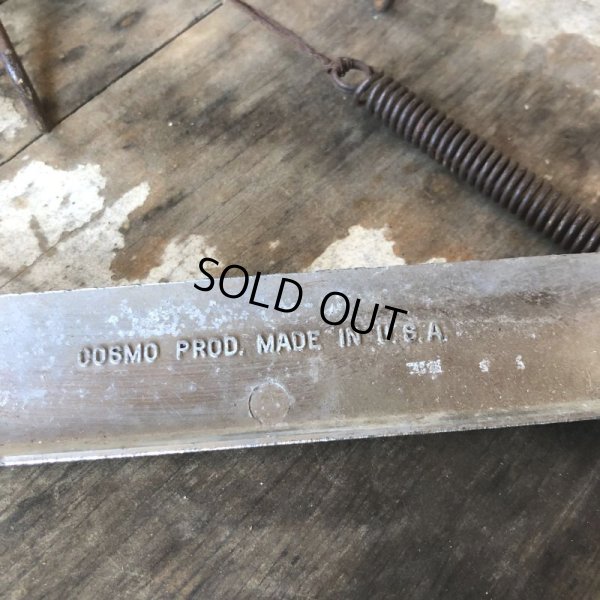 SOLD OUT
COSMO PROD. MADE IN U.S.A.